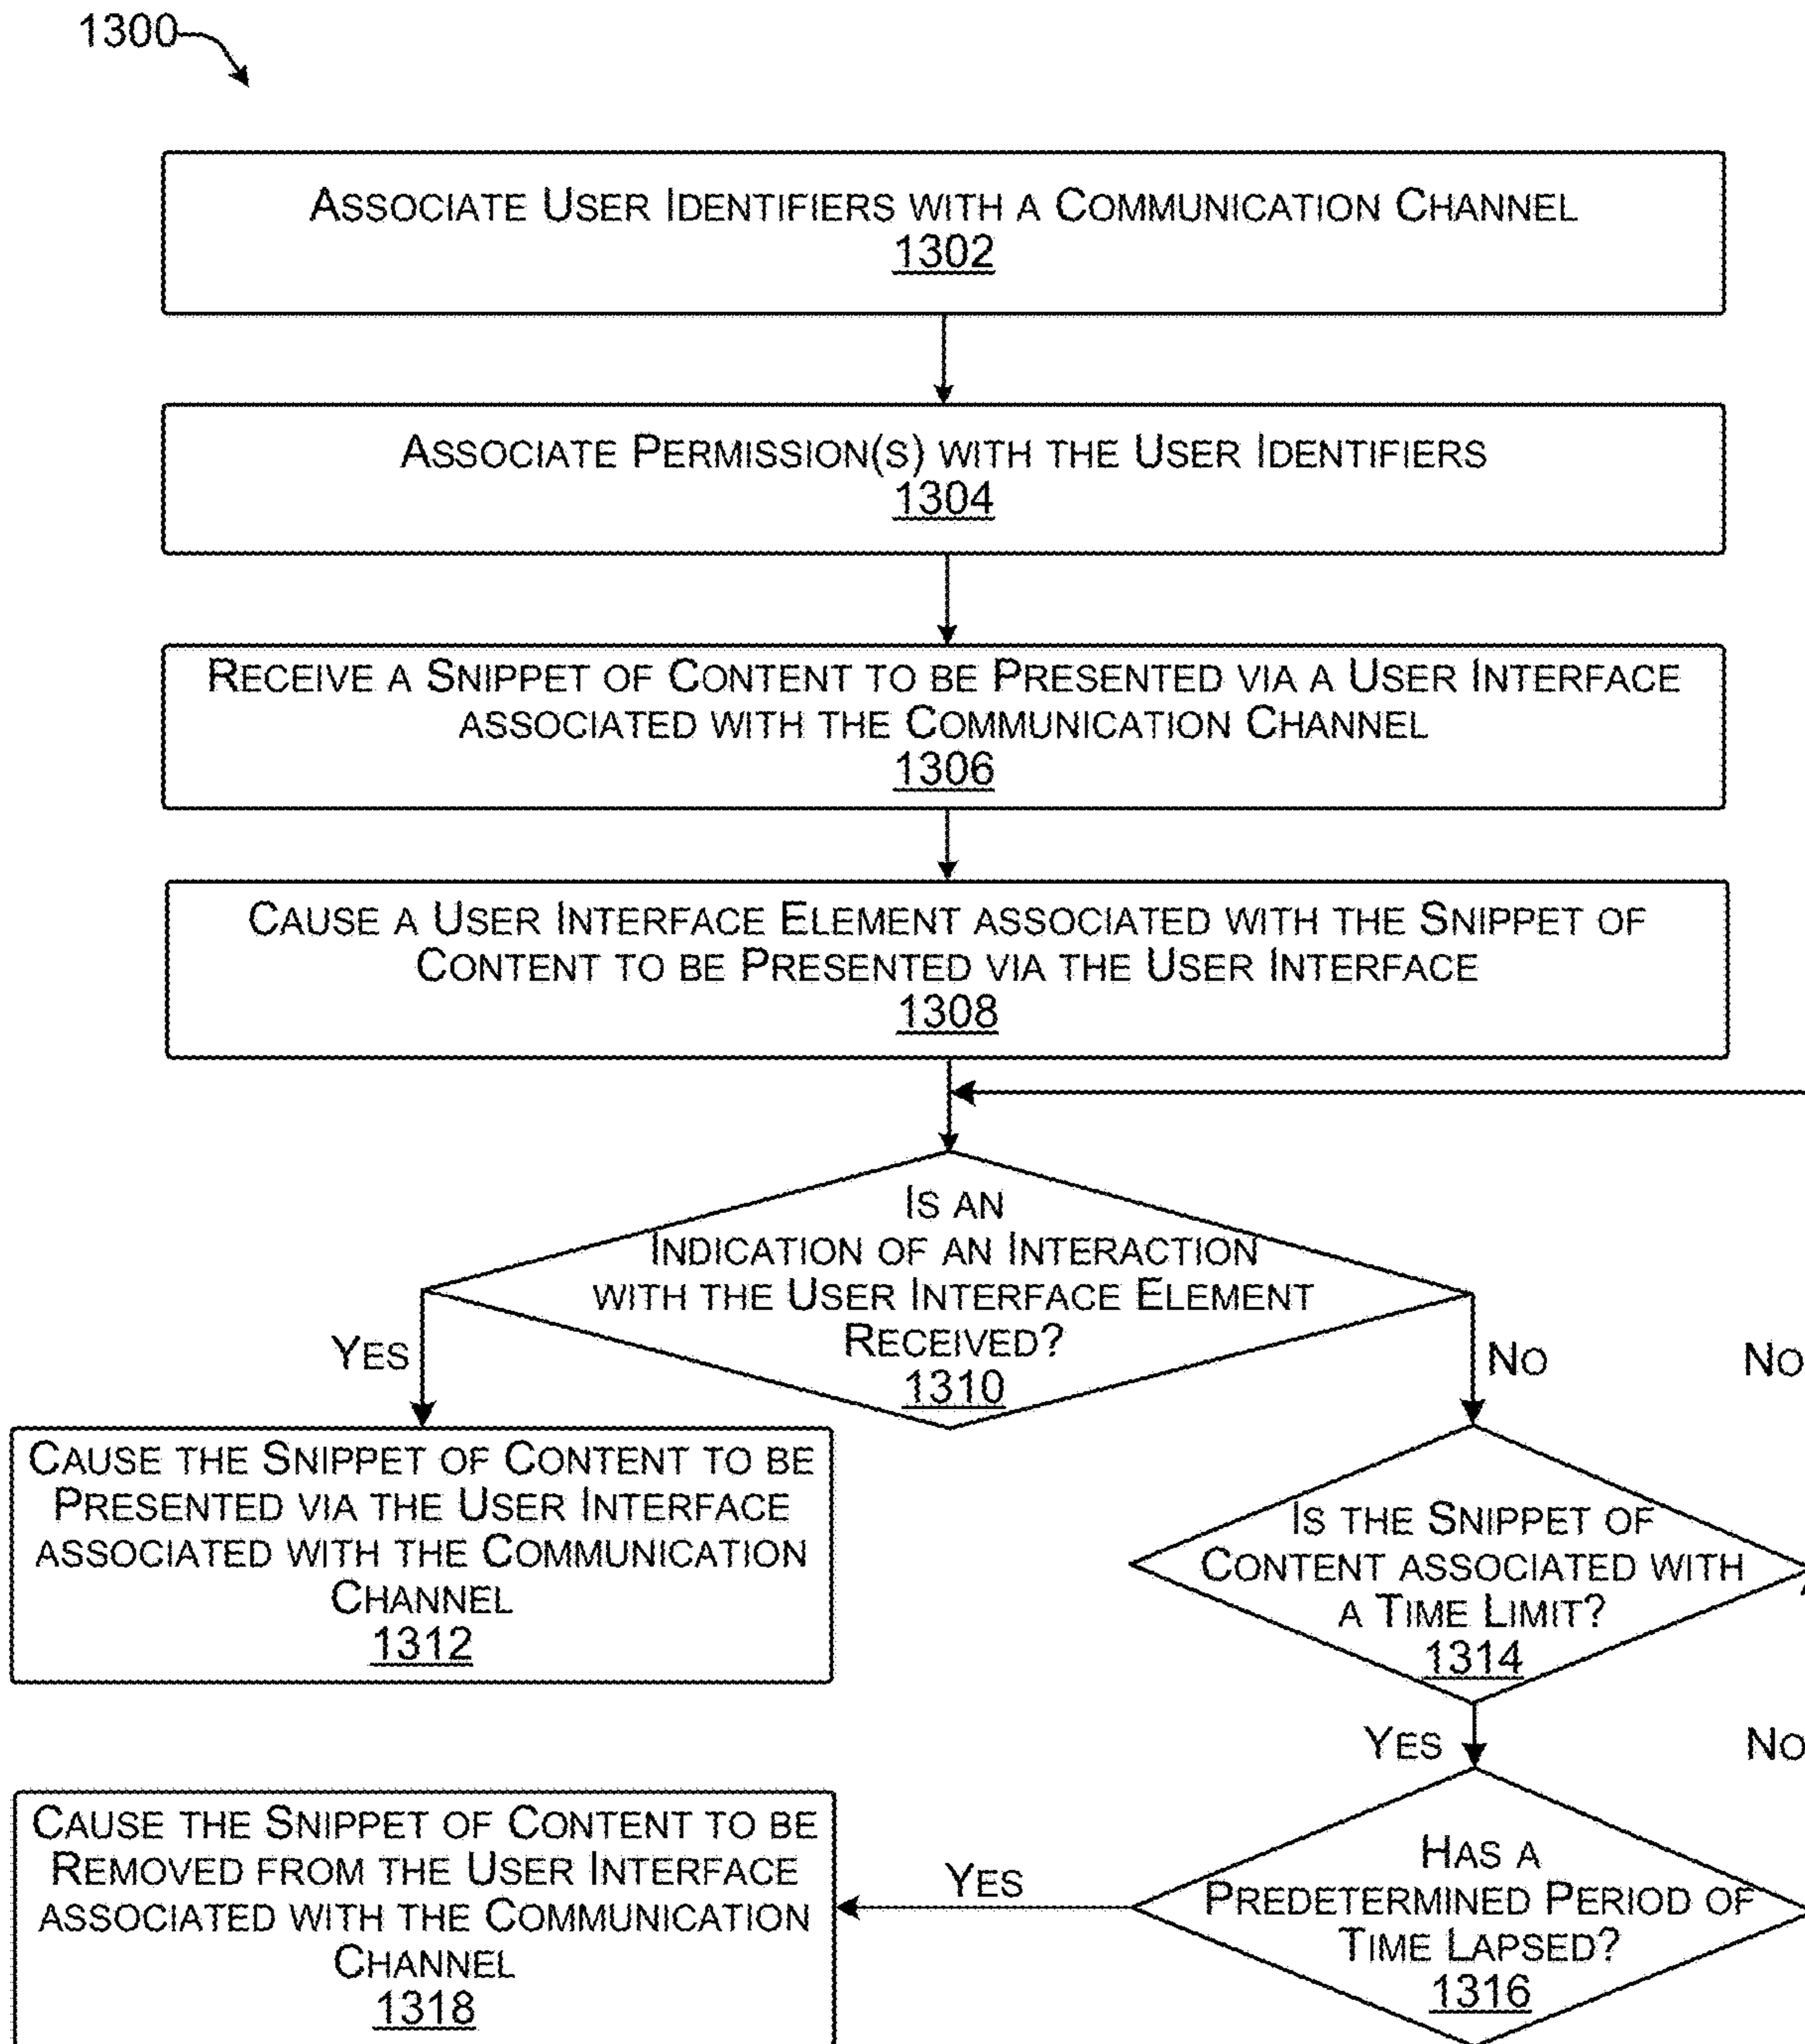 1300
ASSOCIATE USER IDENTIFIERS WITH A COMMUNICATION CHANNEL
1302
ASSOCIATE PERMISSION(S) WITH THE USER IDENTIFIERS
1304
RECEIVE A SNIPPET OF CONTENT TO BE PRESENTED VIA A USER INTERFACE
ASSOCIATED WITH THE COMMUNICATION CHANNEL
1306
CAUSE A USER INTERFACE ELEMENT ASSOCIATED WITH THE SNIPPET OF
CONTENT TO BE PRESENTED VIA THE USER INTERFACE
1308
IS AN
INDICATION OF AN INTERACTION
WITH THE USER INTERFACE ELEMENT
RECEIVED?
1310
YES
NO
NO
CAUSE THE SNIPPET OF CONTENT TO BE
PRESENTED VIA THE USER INTERFACE
ASSOCIATED WITH THE COMMUNICATION
CHANNEL
1312
IS THE SNIPPET OF
CONTENT ASSOCIATED WITH
A TIME LIMIT?
1314
YES
NO
CAUSE THE SNIPPET OF CONTENT TO BE
REMOVED FROM THE USER INTERFACE
ASSOCIATED WITH THE COMMUNICATION
CHANNEL
1318
YES
HAS A
PREDETERMINED PERIOD OF
TIME LAPSED?
1316